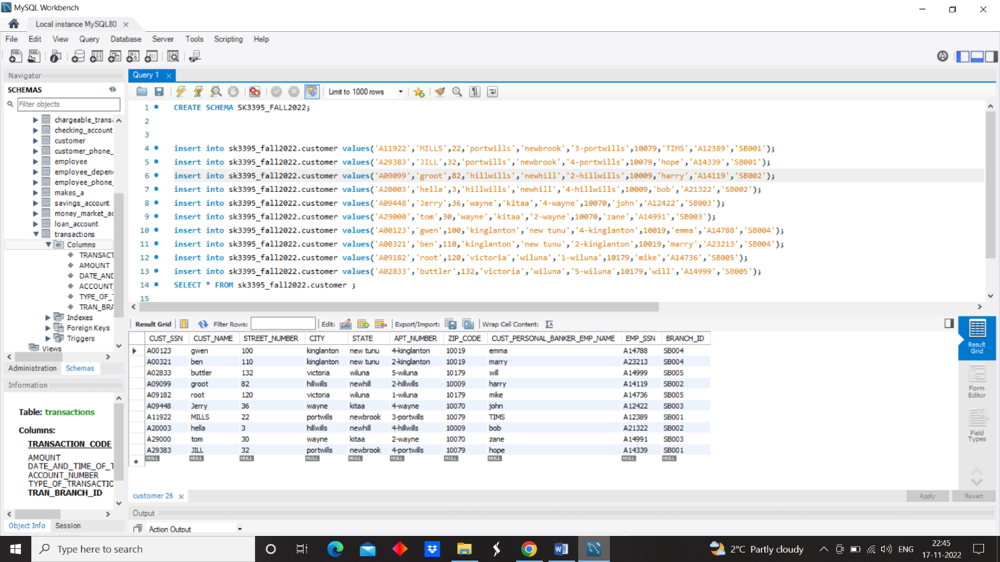 MySQL Workbench
Local instance MySQL80
File Edit View Query Database Server Tools Scripting Help
Navigator
SCHEMAS
Filter objects
chargeable_transa
checking_account
customer
customer_phone_
employee
employee_depen
employee_phone_
makes_a
savings_account
money_market_ac
loan_account
transactions
Columns
TRANSACT
AMOUNT
DATE_AND
ACCOUNT_
TYPE_OF_T
TRAN_BRA
Indexes
Foreign Keys
Triggers
Views
Administration Schemas
Information
Table: transactions
Columns:
TRANSACTION_CODE
AMOUNT
DATE_AND_TIME_OF_T
ACCOUNT_NUMBER
TYPE_OF_TRANSACTIO
TRAN_BRANCH_ID
Object Info Session
Query 1
Limit to 1000 rows
1 CREATE SCHEMA SK3395_FALL2022;
2
3
4 insert into sk3395_fall2022.customer values('A11922','MILLS',22,'portwills','newbrook','3-portwills',10079,'TIMS','A12389','SB001');
5 insert into sk3395_fall2022.customer values('A29383','JILL',32,'portwills','newbrook','4-portwills',10079,'hope','A14339','SB001');
6 insert into sk3395_fall2022.customer values('A09099','groot',82,'hillwills','newhill','2-hillwills',10009,'harry','A14119','SB002');
7 insert into sk3395_fall2022.customer values('A20003','hella',3,'hillwills','newhill','4-hillwills',10009,'bob','A21322','SB002');
8 insert into sk3395_fall2022.customer values('A09448','Jerry',36,'wayne','kitaa','4-wayne',10070,'john','A12422','SB003');
9 insert into sk3395_fall2022.customer values('A29000','tom',30,'wayne','kitaa','2-wayne',10070,'zane','A14991','SB003');
10 insert into sk3395_fall2022.customer values('A00123','gwen',100,'kinglanton','new tunu','4-kinglanton',10019,'emma','A14788','SB004');
11 insert into sk3395_fall2022.customer values('A00321','ben',110,'kinglanton','new tunu','2-kinglanton',10019,'marry','A23213','SB004');
12 insert into sk3395_fall2022.customer values('A09182','root',120,'victoria','wiluna','1-wiluna',10179,'mike','A14736','SB005');
13 insert into sk3395_fall2022.customer values('A02833','buttler',132,'victoria','wiluna','5-wiluna',10179,'will','A14999','SB005');
14 SELECT * FROM sk3395_fall2022.customer ;
15
Result Grid Filter Rows: Edit: Export/Import: Wrap Cell Content:
CUST_SSN CUST_NAME STREET_NUMBER CITY STATE APT_NUMBER ZIP_CODE CUST_PERSONAL_BANKER_EMP_NAME EMP_SSN BRANCH_ID
A00123 gwen 100 kinglanton new tunu 4-kinglanton 10019 emma A14788 SB004
A00321 ben 110 kinglanton new tunu 2-kinglanton 10019 marry A23213 SB004
A02833 buttler 132 victoria wiluna 5-wiluna 10179 will A14999 SB005
A09099 groot 82 hillwills newhill 2-hillwills 10009 harry A14119 SB002
A09182 root 120 victoria wiluna 1-wiluna 10179 mike A14736 SB005
A09448 Jerry 36 wayne kitaa 4-wayne 10070 john A12422 SB003
A11922 MILLS 22 portwills newbrook 3-portwills 10079 TIMS A12389 SB001
A20003 hella 3 hillwills newhill 4-hillwills 10009 bob A21322 SB002
A29000 tom 30 wayne kitaa 2-wayne 10070 zane A14991 SB003
A29383 JILL 32 portwills newbrook 4-portwills 10079 hope A14339 SB001
NULL NULL NULL NULL NULL NULL NULL NULL NULL NULL
Result Grid
Form Editor
Field Types
customer 26
Apply Revert
Output
Action Output
Type here to search
2°C Partly cloudy
ENG
22:45
17-11-2022